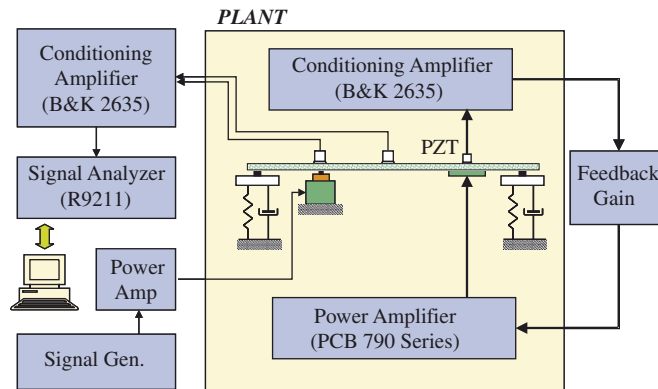 PLANT
Conditioning
Amplifier
(B&K 2635)
Conditioning Amplifier
(B&K 2635)
PZT
Signal Analyzer
(R9211)
Feedback
Gain
Power
Amp
Power Amplifier
(PCB 790 Series)
Signal Gen.